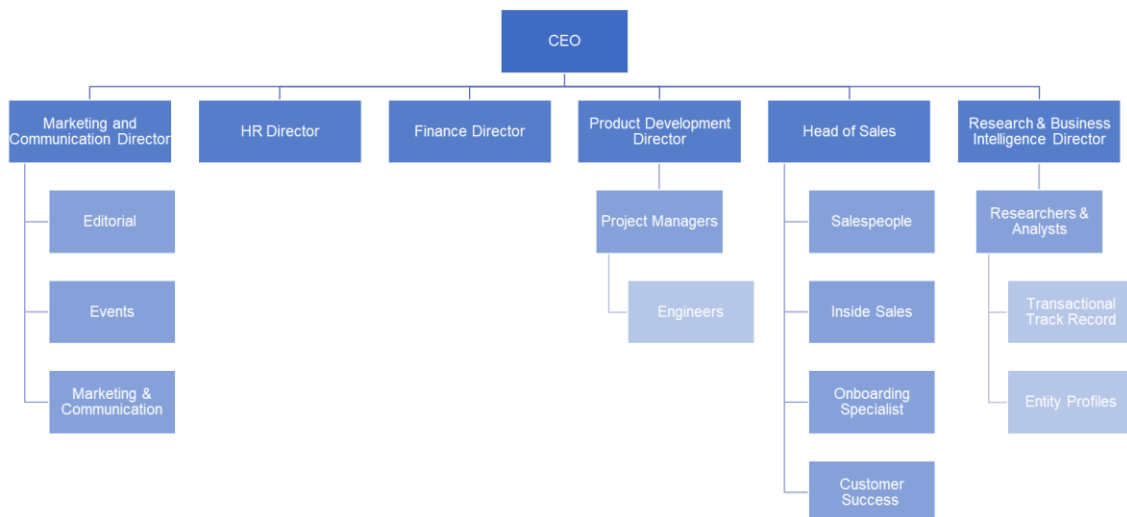 CEO
Marketing and
Communication Director
HR Director
Finance Director
Product Development
Director
Head of Sales
Research & Business
Intelligence Director
Editorial
Events
Marketing &
Communication
Project Managers
Engineers
Salespeople
Inside Sales
Onboarding
Specialist
Customer
Success
Researchers &
Analysts
Transactional
Track Record
Entity Profiles